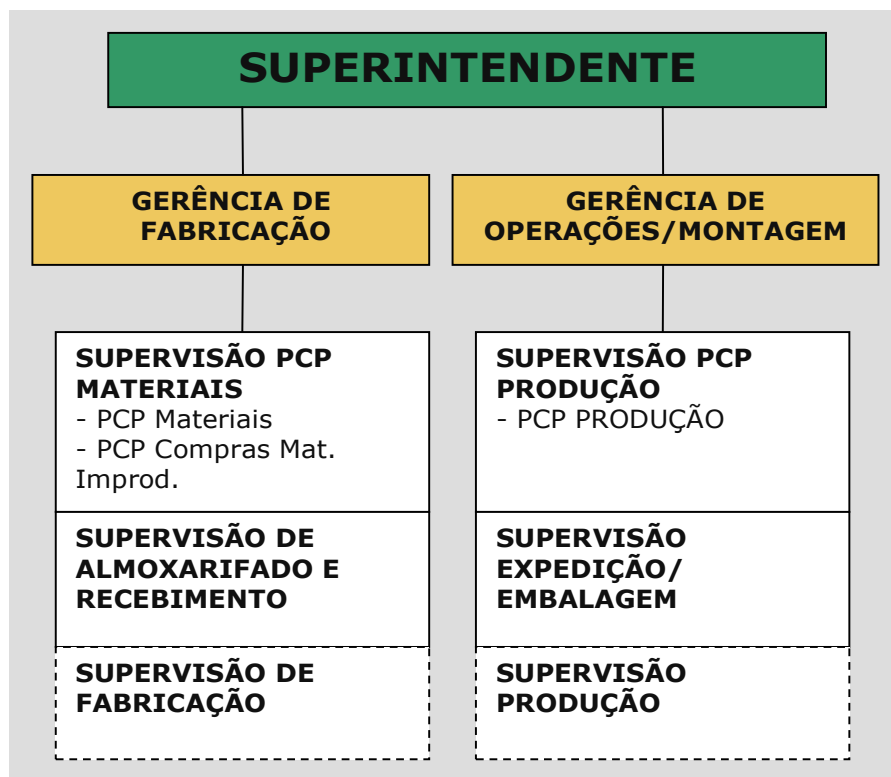 SUPERINTENDENTE
GERÊNCIA DE
FABRICAÇÃO
GERÊNCIA DE
OPERAÇÕES/MONTAGEM
SUPERVISÃO PCP
MATERIAIS
- PCP Materiais
- PCP Compras Mat.
Improd.
SUPERVISÃO DE
ALMOXARIFADO E
RECEBIMENTO
SUPERVISÃO DE
FABRICAÇÃO
SUPERVISÃO PCP
PRODUÇÃO
- PCP PRODUÇÃO
SUPERVISÃO
EXPEDIÇÃO/
EMBALAGEM
SUPERVISÃO
PRODUÇÃO